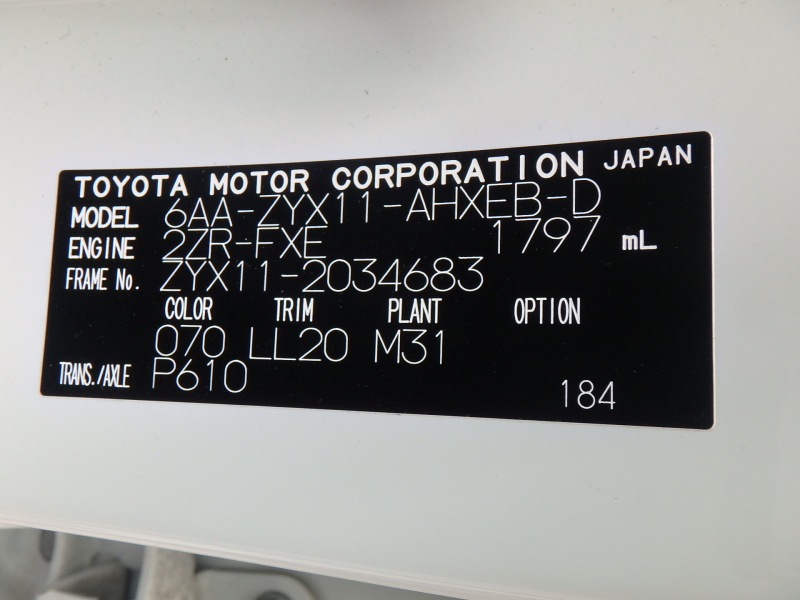 TOYOTA MOTOR CORPORATION JAPAN
MODEL 6AA-ZYX11-AHXEB-D
ENGINE 2ZR-FXE 1797 mL
FRAME No. ZYX11-2034683
COLOR TRIM PLANT OPTION
070 LL20 M31
TRANS./AXLE P610
184